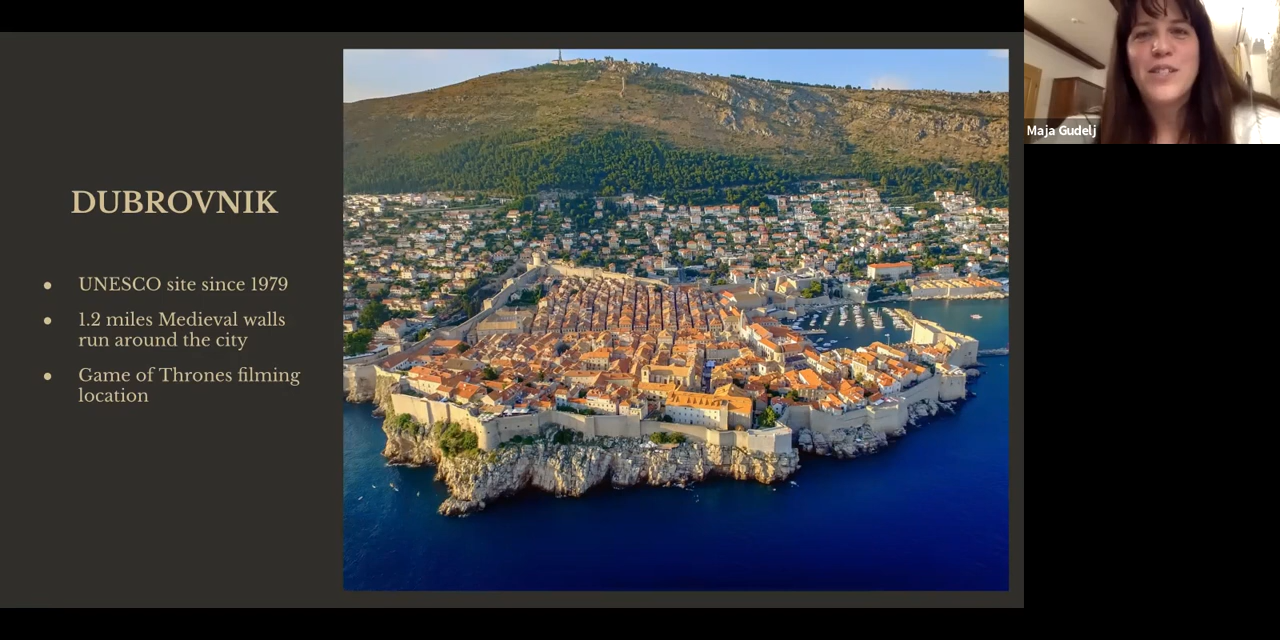 DUBROVNIK
● UNESCO site since 1979
● 1.2 miles Medieval walls
run around the city
● Game of Thrones filming
location
Maja Gudelj